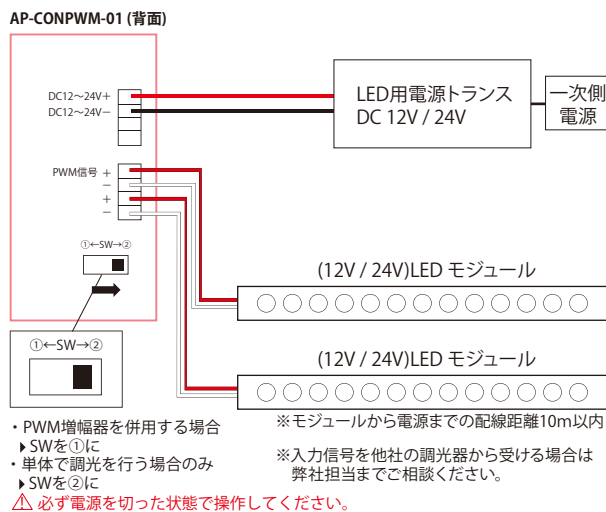 AP-CONPWM-01 (背面)
DC12～24V+
DC12～24V−
LED用電源トランス
DC 12V / 24V
一次側
電源
PWM信号 +
−
+
−
①←SW→②
(12V / 24V)LED モジュール
①←SW→②
(12V / 24V)LED モジュール
・PWM増幅器を併用する場合
▶SWを①に
・単体で調光を行う場合のみ
▶SWを②に
⚠ 必ず電源を切った状態で操作してください。
※モジュールから電源までの配線距離10m以内
※入力信号を他社の調光器から受ける場合は
弊社担当までご相談ください。